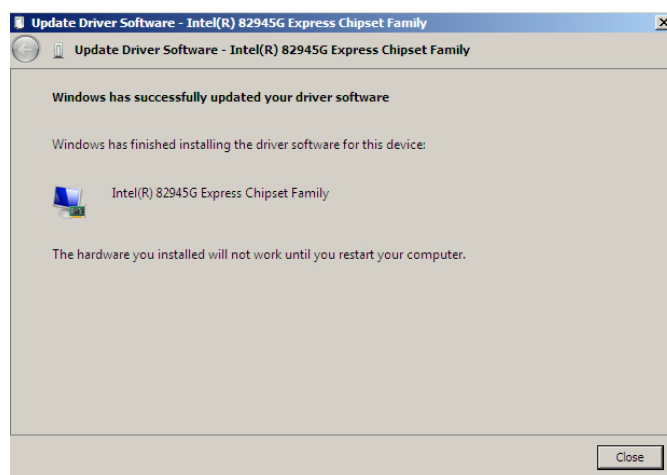 Update Driver Software - Intel(R) 82945G Express Chipset Family
Update Driver Software - Intel(R) 82945G Express Chipset Family
Windows has successfully updated your driver software
Windows has finished installing the driver software for this device:
Intel(R) 82945G Express Chipset Family
The hardware you installed will not work until you restart your computer.
Close